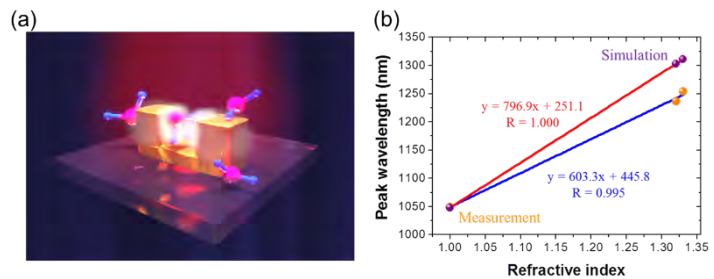 (a)
(b)
1350
1300
1250
1200
1150
1100
1050
1000
Peak wavelength (nm)
Simulation
y = 796.9x + 251.1
R = 1.000
y = 603.3x + 445.8
R = 0.995
Measurement
1.00 1.05 1.10 1.15 1.20 1.25 1.30 1.35
Refractive index